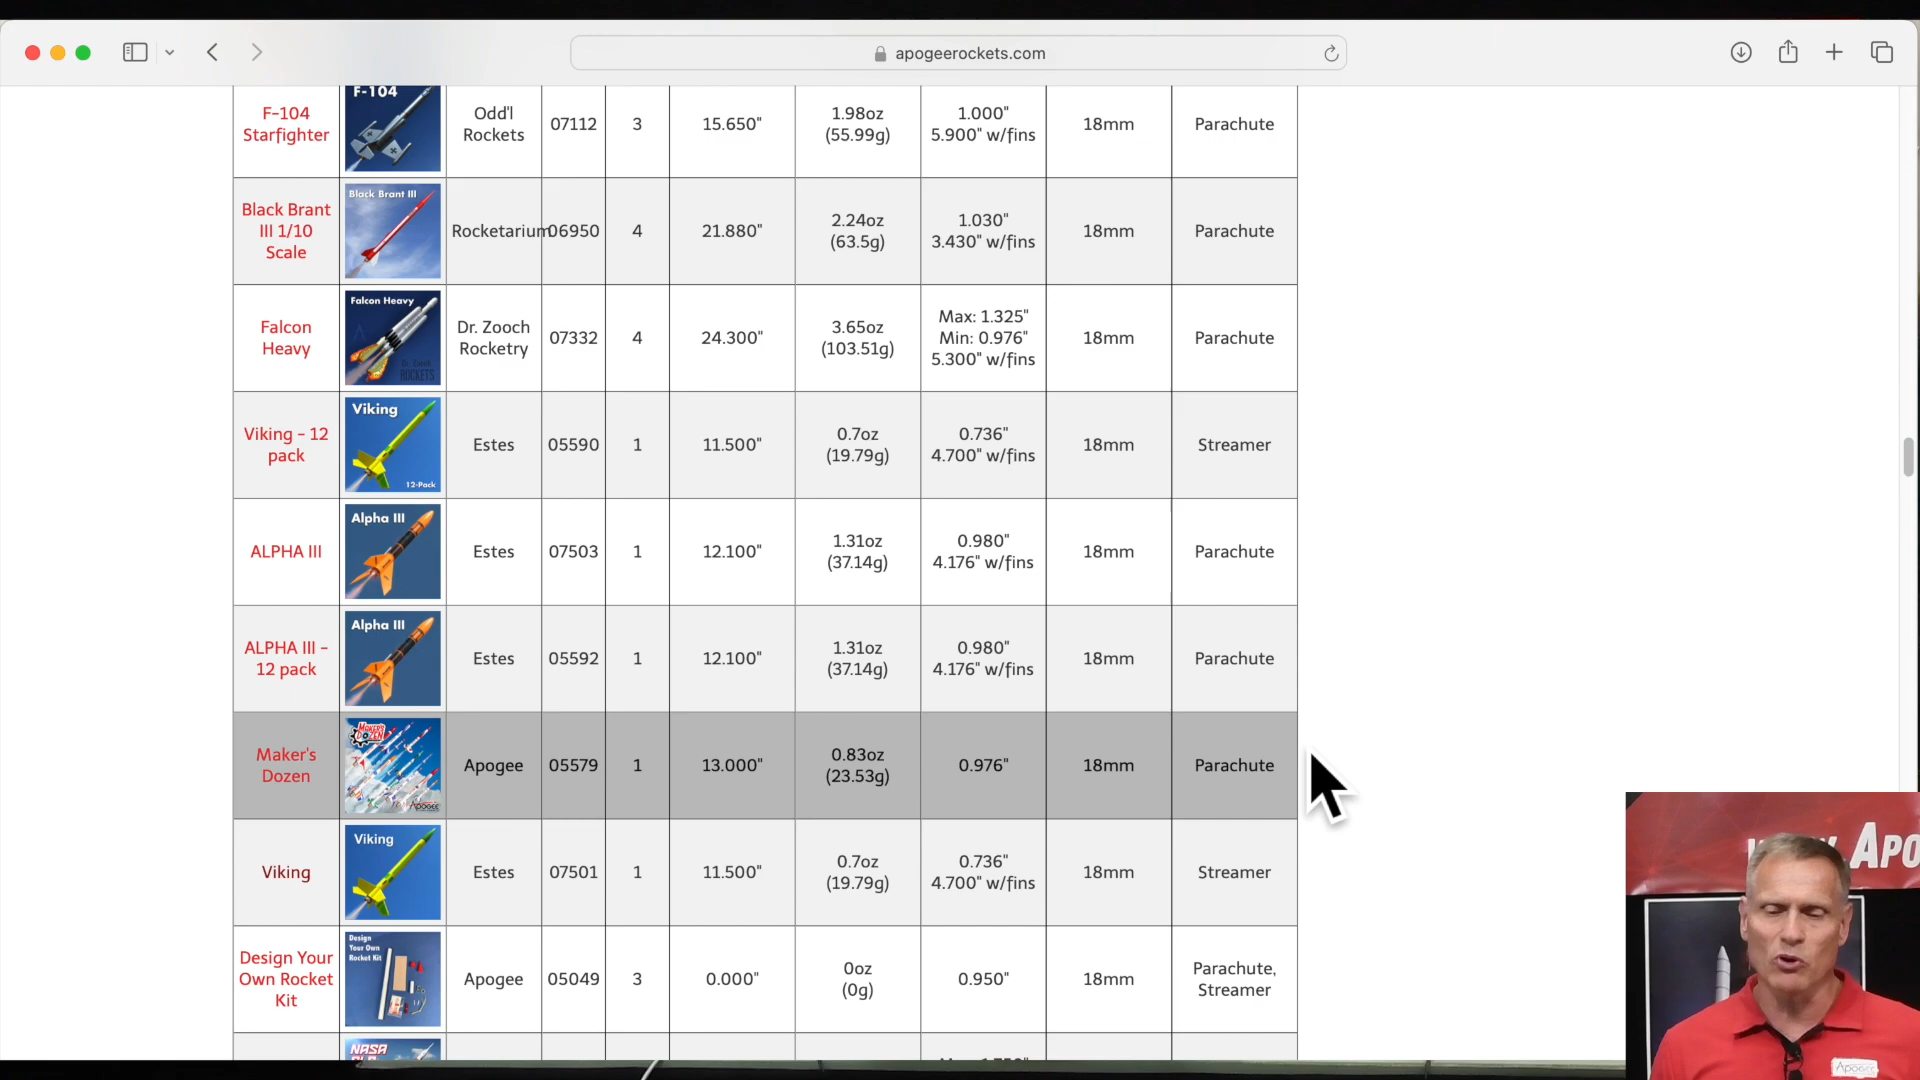 apogeerockets.com
F-104
Starfighter
F-104
Odd'l
Rockets
07112
3
15.650"
1.98oz
(55.99g)
1.000"
5.900" w/fins
18mm
Parachute
Black Brant
III 1/10
Scale
Black Brant III
Rocketarium
06950
4
21.880"
2.24oz
(63.5g)
1.030"
3.430" w/fins
18mm
Parachute
Falcon
Heavy
Falcon Heavy
Dr. Zooch
ROCKETS
Dr. Zooch
Rocketry
07332
4
24.300"
3.65oz
(103.51g)
Max: 1.325"
Min: 0.976"
5.300" w/fins
18mm
Parachute
Viking - 12
pack
Viking
12-Pack
Estes
05590
1
11.500"
0.7oz
(19.79g)
0.736"
4.700" w/fins
18mm
Streamer
ALPHA III
Alpha III
Estes
07503
1
12.100"
1.31oz
(37.14g)
0.980"
4.176" w/fins
18mm
Parachute
ALPHA III -
12 pack
Alpha III
Estes
05592
1
12.100"
1.31oz
(37.14g)
0.980"
4.176" w/fins
18mm
Parachute
Maker's
Dozen
MAKER'S
DOZEN
Apogee
Apogee
05579
1
13.000"
0.83oz
(23.53g)
0.976"
18mm
Parachute
Viking
Viking
Estes
07501
1
11.500"
0.7oz
(19.79g)
0.736"
4.700" w/fins
18mm
Streamer
Design Your
Own Rocket
Kit
Design
Your Own
Rocket Kit
Apogee
05049
3
0.000"
0oz
(0g)
0.950"
18mm
Parachute,
Streamer
NASA
APO
Apogee